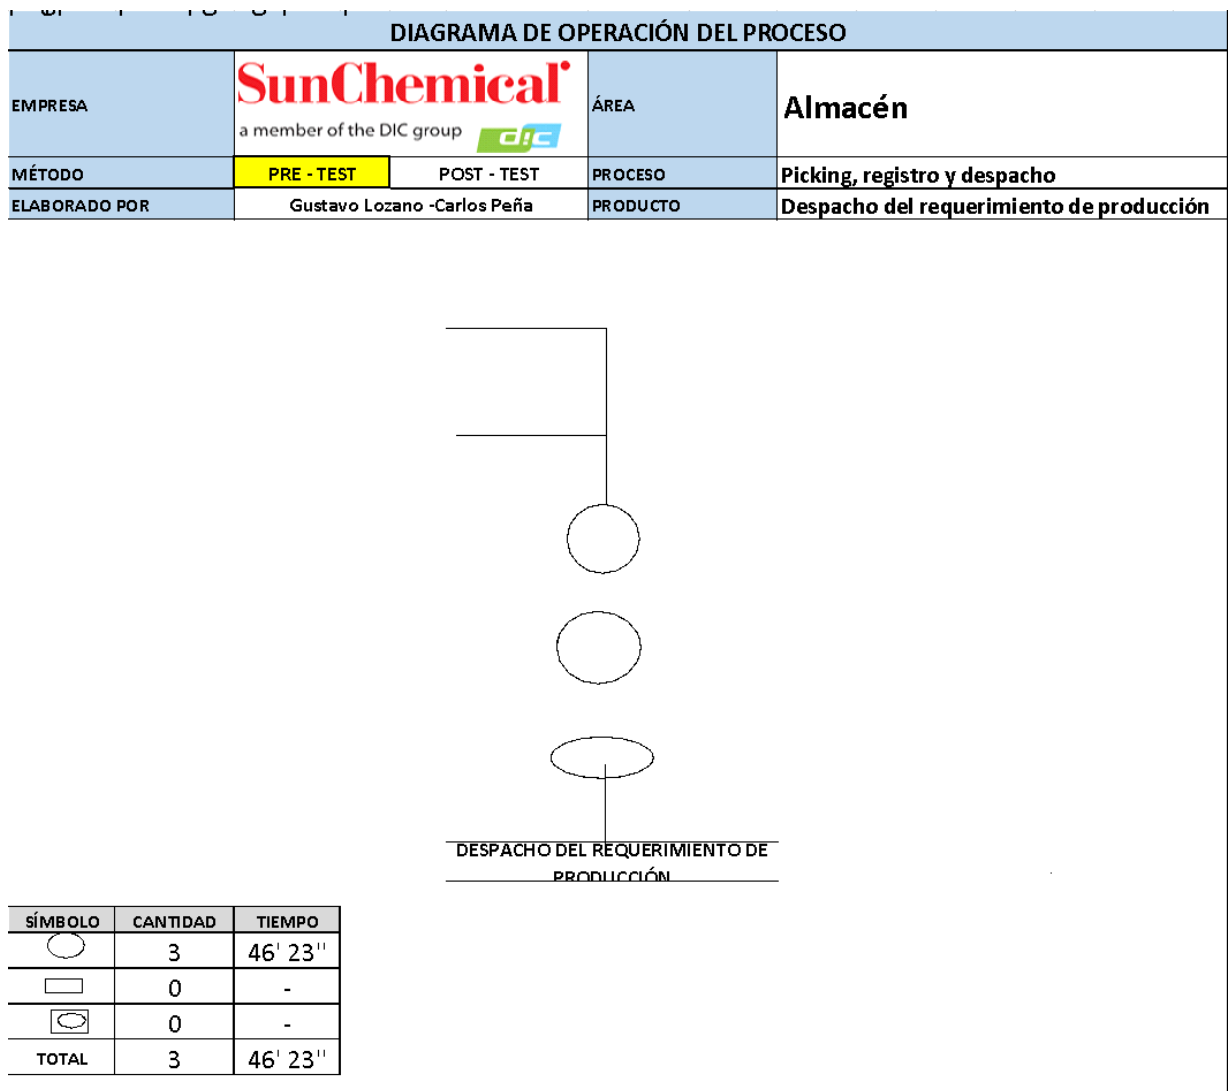 DIAGRAMA DE OPERACIÓN DEL PROCESO
EMPRESA
SunChemical
a member of the DIC group
dic
ÁREA
Almacén
MÉTODO
PRE - TEST
POST - TEST
PROCESO
Picking, registro y despacho
ELABORADO POR
Gustavo Lozano -Carlos Peña
PRODUCTO
Despacho del requerimiento de producción
DESPACHO DEL REQUERIMIENTO DE
PRODUCCIÓN
SÍMBOLO CANTIDAD TIEMPO
3 46' 23''
0 -
0 -
TOTAL 3 46' 23''